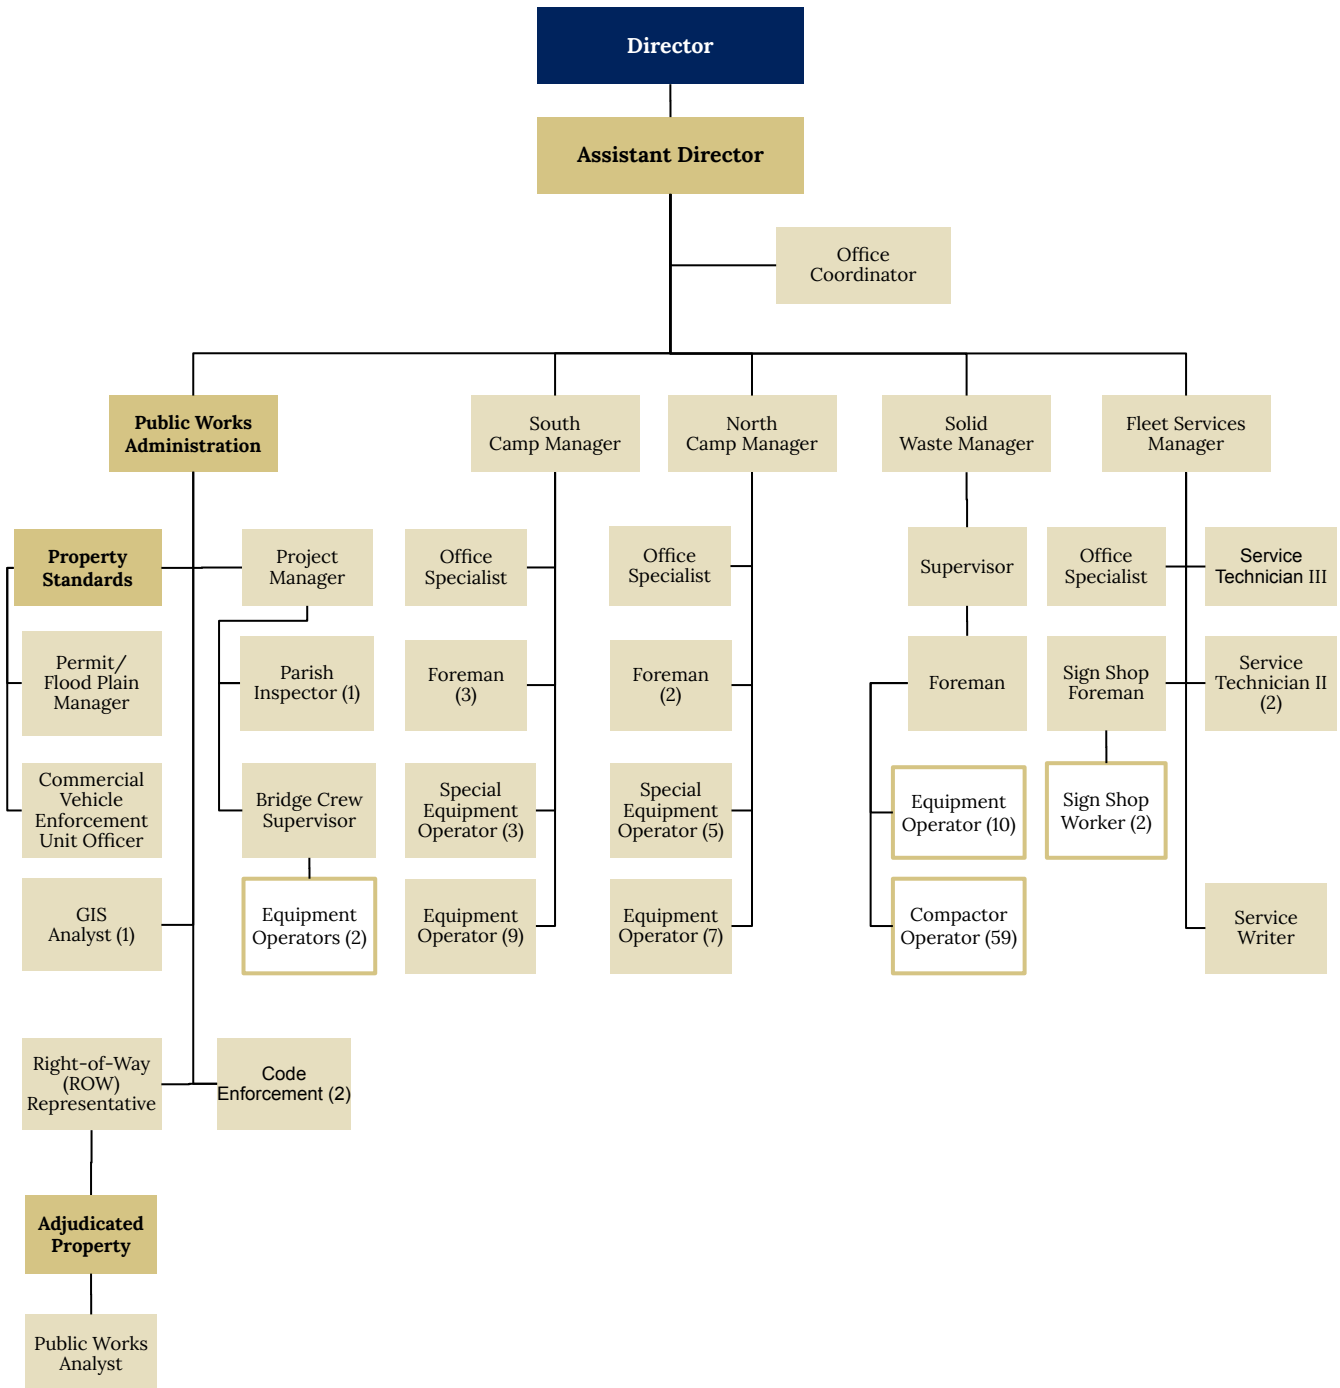 Director
Assistant Director
Office
Coordinator
Public Works
Administration
South
Camp Manager
North
Camp Manager
Solid
Waste Manager
Fleet Services
Manager
Property
Standards
Project
Manager
Office
Specialist
Office
Specialist
Supervisor
Office
Specialist
Service
Technician III
Permit/
Flood Plain
Manager
Parish
Inspector (1)
Foreman
(3)
Foreman
(2)
Foreman
Sign Shop
Foreman
Service
Technician II
(2)
Commercial
Vehicle
Enforcement
Unit Officer
Bridge Crew
Supervisor
Special
Equipment
Operator (3)
Special
Equipment
Operator (5)
Equipment
Operator (10)
Sign Shop
Worker (2)
GIS
Analyst (1)
Equipment
Operators (2)
Equipment
Operator (9)
Equipment
Operator (7)
Compactor
Operator (59)
Service
Writer
Right-of-Way
(ROW)
Representative
Code
Enforcement (2)
Adjudicated
Property
Public Works
Analyst